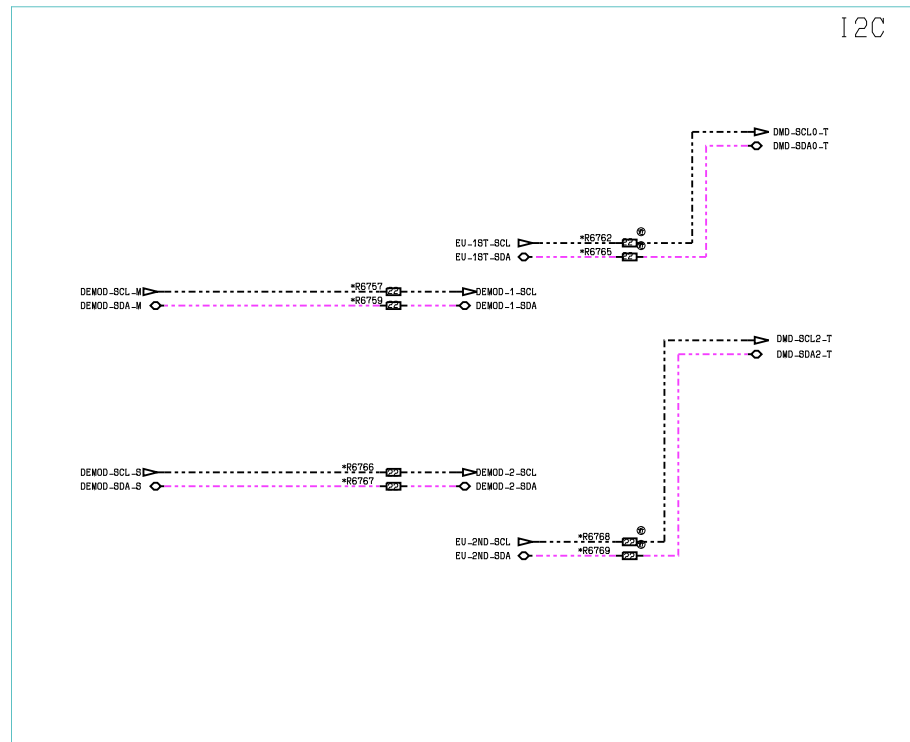 I2C
DMD-SCL0-T
DMD-SDA0-T
EU-1ST-SCL *R6762 22
EU-1ST-SDA *R6765 22
DEMOD-SCL-M *R6757 22 DEMOD-1-SCL
DEMOD-SDA-M *R6759 22 DEMOD-1-SDA
DMD-SCL2-T
DMD-SDA2-T
DEMOD-SCL-S *R6766 22 DEMOD-2-SCL
DEMOD-SDA-S *R6767 22 DEMOD-2-SDA
EU-2ND-SCL *R6768 22
EU-2ND-SDA *R6769 22